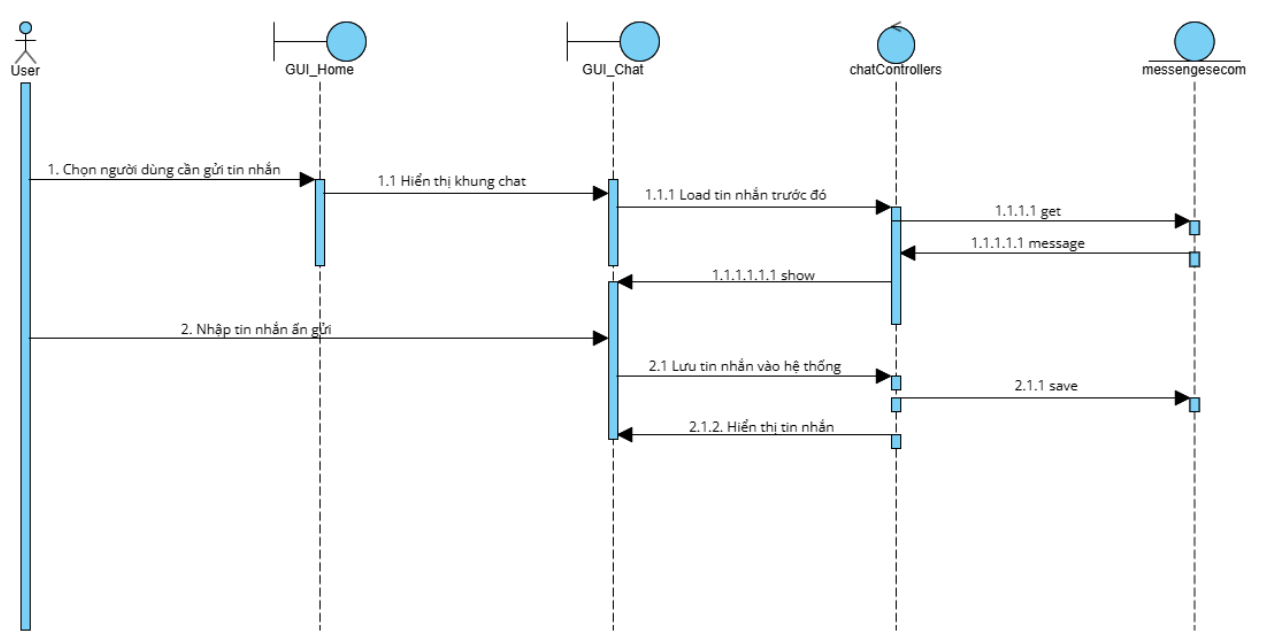 User
GUI_Home
GUI_Chat
chatControllers
messengesecom
1. Chọn người dùng cần gửi tin nhắn
1.1 Hiển thị khung chat
1.1.1 Load tin nhắn trước đó
1.1.1.1 get
1.1.1.1.1 message
1.1.1.1.1.1 show
2. Nhập tin nhắn ấn gửi
2.1 Lưu tin nhắn vào hệ thống
2.1.1 save
2.1.2. Hiển thị tin nhắn